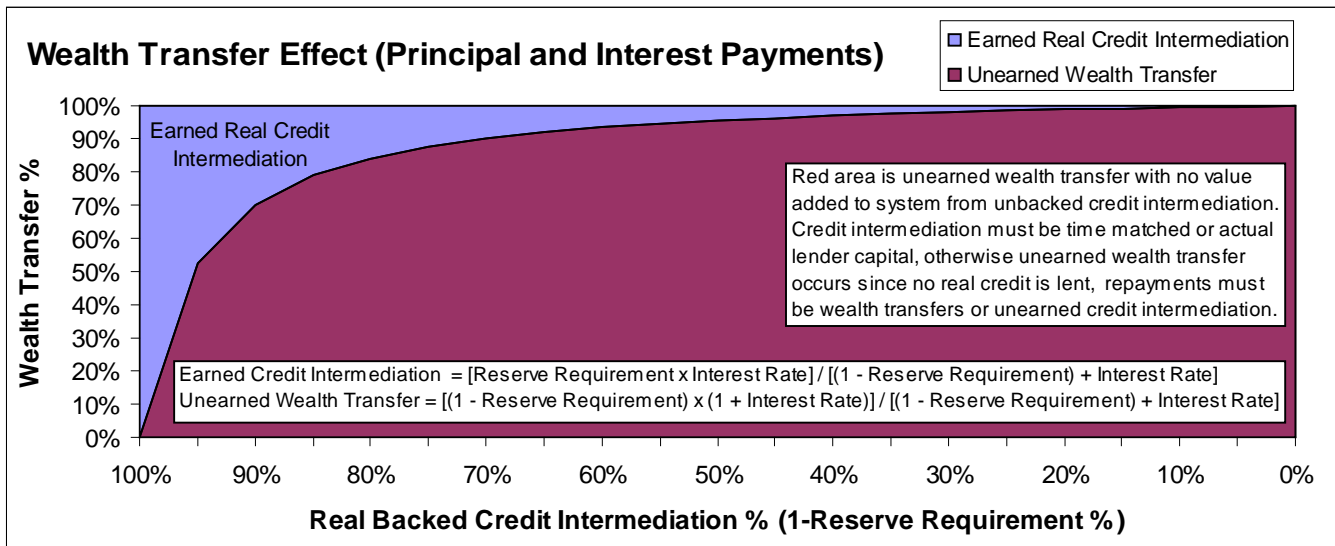 Wealth Transfer Effect (Principal and Interest Payments)
Earned Real Credit Intermediation
Unearned Wealth Transfer
Wealth Transfer %
100%
90%
80%
70%
60%
50%
40%
30%
20%
10%
0%
Earned Real Credit
Intermediation
Red area is unearned wealth transfer with no value
added to system from unbacked credit intermediation.
Credit intermediation must be time matched or actual
lender capital, otherwise unearned wealth transfer
occurs since no real credit is lent, repayments must
be wealth transfers or unearned credit intermediation.
Earned Credit Intermediation = [Reserve Requirement x Interest Rate] / [(1 - Reserve Requirement) + Interest Rate]
Unearned Wealth Transfer = [(1 - Reserve Requirement) x (1 + Interest Rate)] / [(1 - Reserve Requirement) + Interest Rate]
100% 90% 80% 70% 60% 50% 40% 30% 20% 10% 0%
Real Backed Credit Intermediation % (1-Reserve Requirement %)